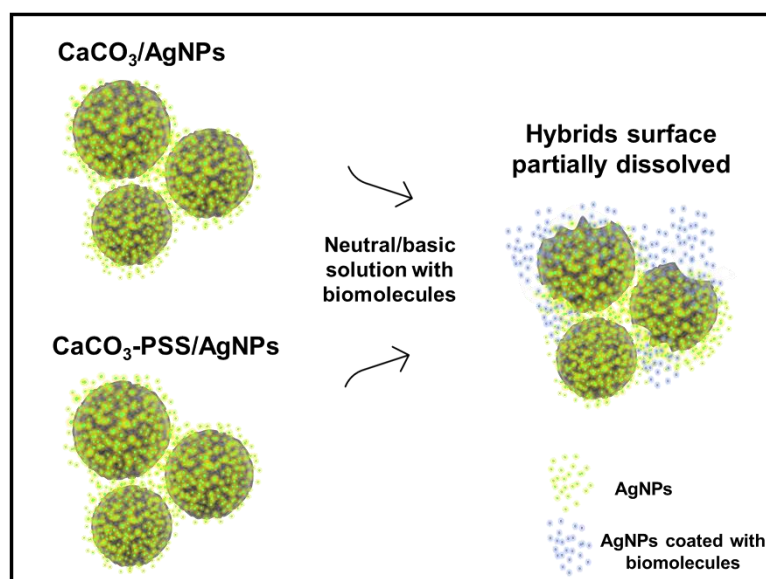 CaCO₃/AgNPs
Hybrids surface
partially dissolved
Neutral/basic
solution with
biomolecules
CaCO₃-PSS/AgNPs
AgNPs
AgNPs coated with
biomolecules